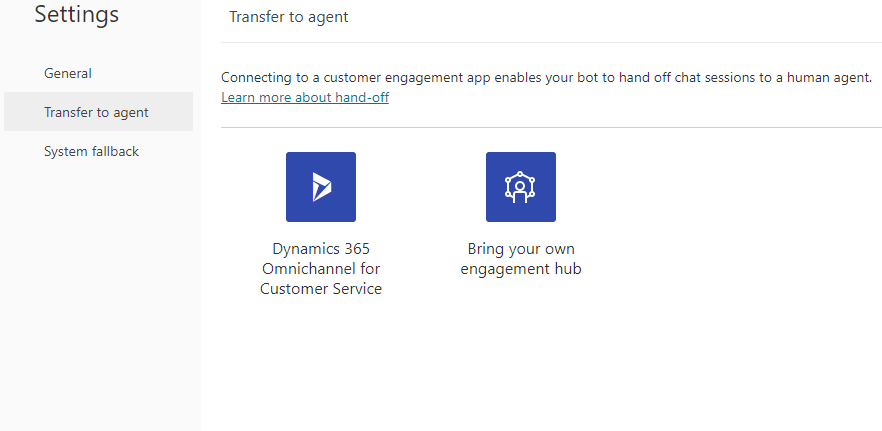 Settings
General
Transfer to agent
System fallback
Transfer to agent
Connecting to a customer engagement app enables your bot to hand off chat sessions to a human agent.
Learn more about hand-off
Dynamics 365
Omnichannel for
Customer Service
Bring your own
engagement hub